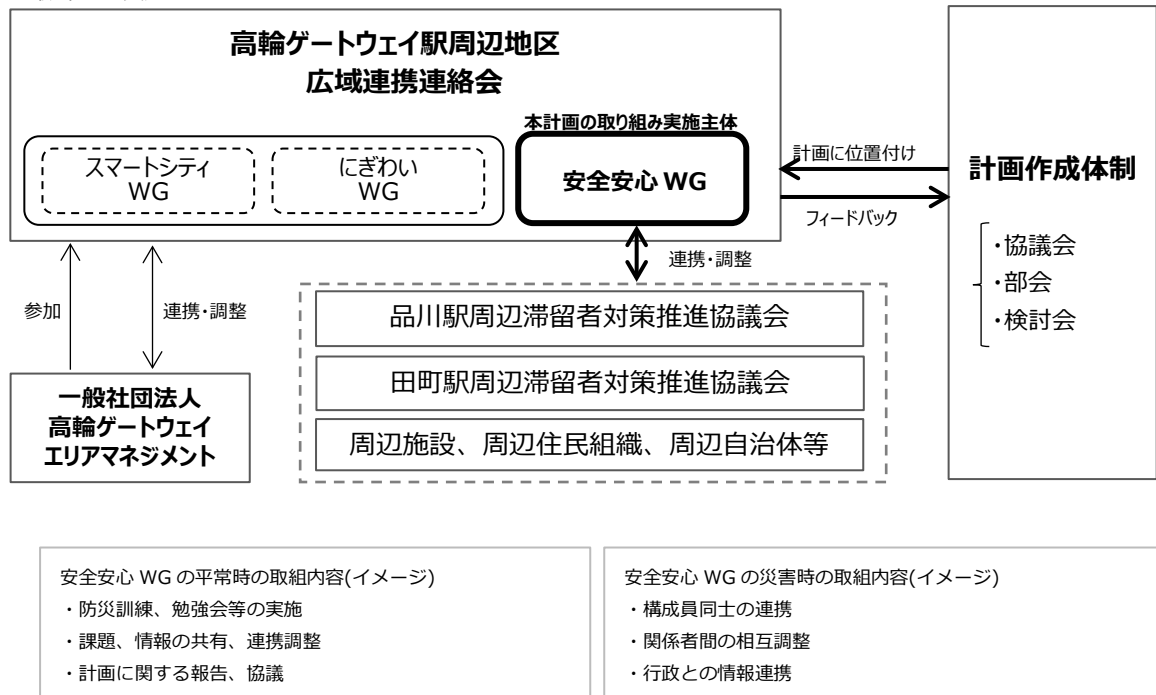 高輪ゲートウェイ駅周辺地区
広域連携連絡会
本計画の取り組み実施主体
スマートシティ
WG
にぎわい
WG
安全安心 WG
計画に位置付け
フィードバック
計画作成体制
・協議会
・部会
・検討会
参加
連携・調整
連携・調整
品川駅周辺滞留者対策推進協議会
田町駅周辺滞留者対策推進協議会
周辺施設、周辺住民組織、周辺自治体等
一般社団法人
高輪ゲートウェイ
エリアマネジメント
安全安心 WG の平常時の取組内容(イメージ)
・防災訓練、勉強会等の実施
・課題、情報の共有、連携調整
・計画に関する報告、協議
安全安心 WG の災害時の取組内容(イメージ)
・構成員同士の連携
・関係者間の相互調整
・行政との情報連携